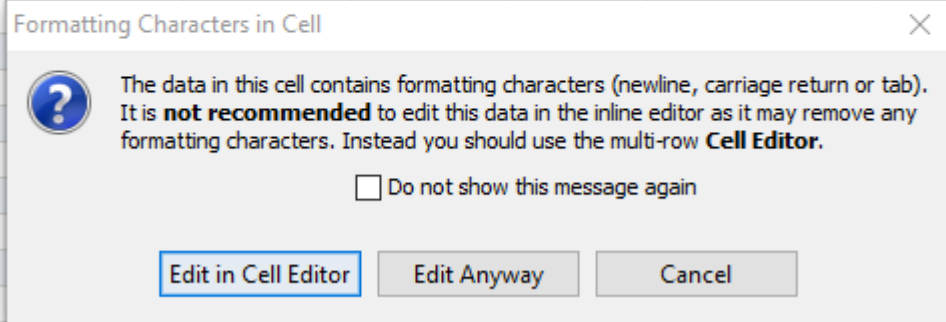 Formatting Characters in Cell
The data in this cell contains formatting characters (newline, carriage return or tab).
It is not recommended to edit this data in the inline editor as it may remove any
formatting characters. Instead you should use the multi-row Cell Editor.
Do not show this message again
Edit in Cell Editor
Edit Anyway
Cancel